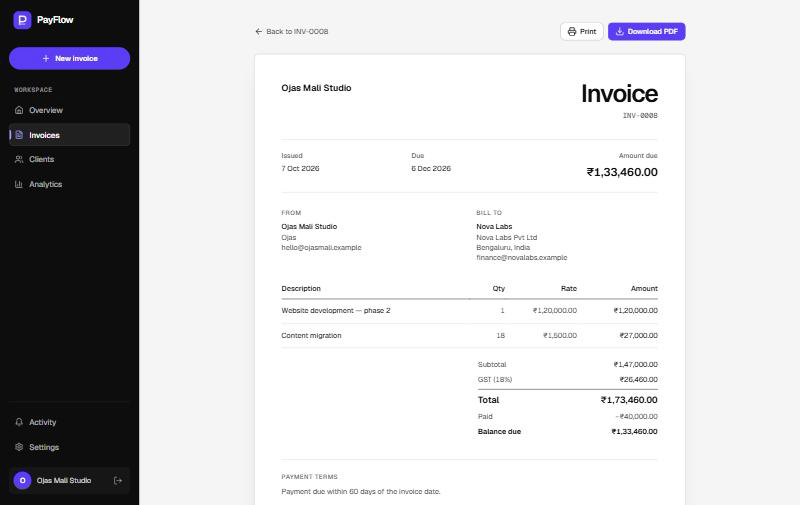 PayFlow
New invoice
WORKSPACE
Overview
Invoices
Clients
Analytics
Activity
Settings
O Ojas Mali Studio
Back to INV-0008
Print
Download PDF
Ojas Mali Studio
Invoice
INV-0008
Issued Due Amount due
7 Oct 2026 6 Dec 2026 ₹1,33,460.00
FROM BILL TO
Ojas Mali Studio Nova Labs
Ojas Nova Labs Pvt Ltd
hello@ojasmali.example Bengaluru, India
finance@novalabs.example
Description Qty Rate Amount
Website development — phase 2 1 ₹1,20,000.00 ₹1,20,000.00
Content migration 18 ₹1,500.00 ₹27,000.00
Subtotal ₹1,47,000.00
GST (18%) ₹26,460.00
Total ₹1,73,460.00
Paid −₹40,000.00
Balance due ₹1,33,460.00
PAYMENT TERMS
Payment due within 60 days of the invoice date.